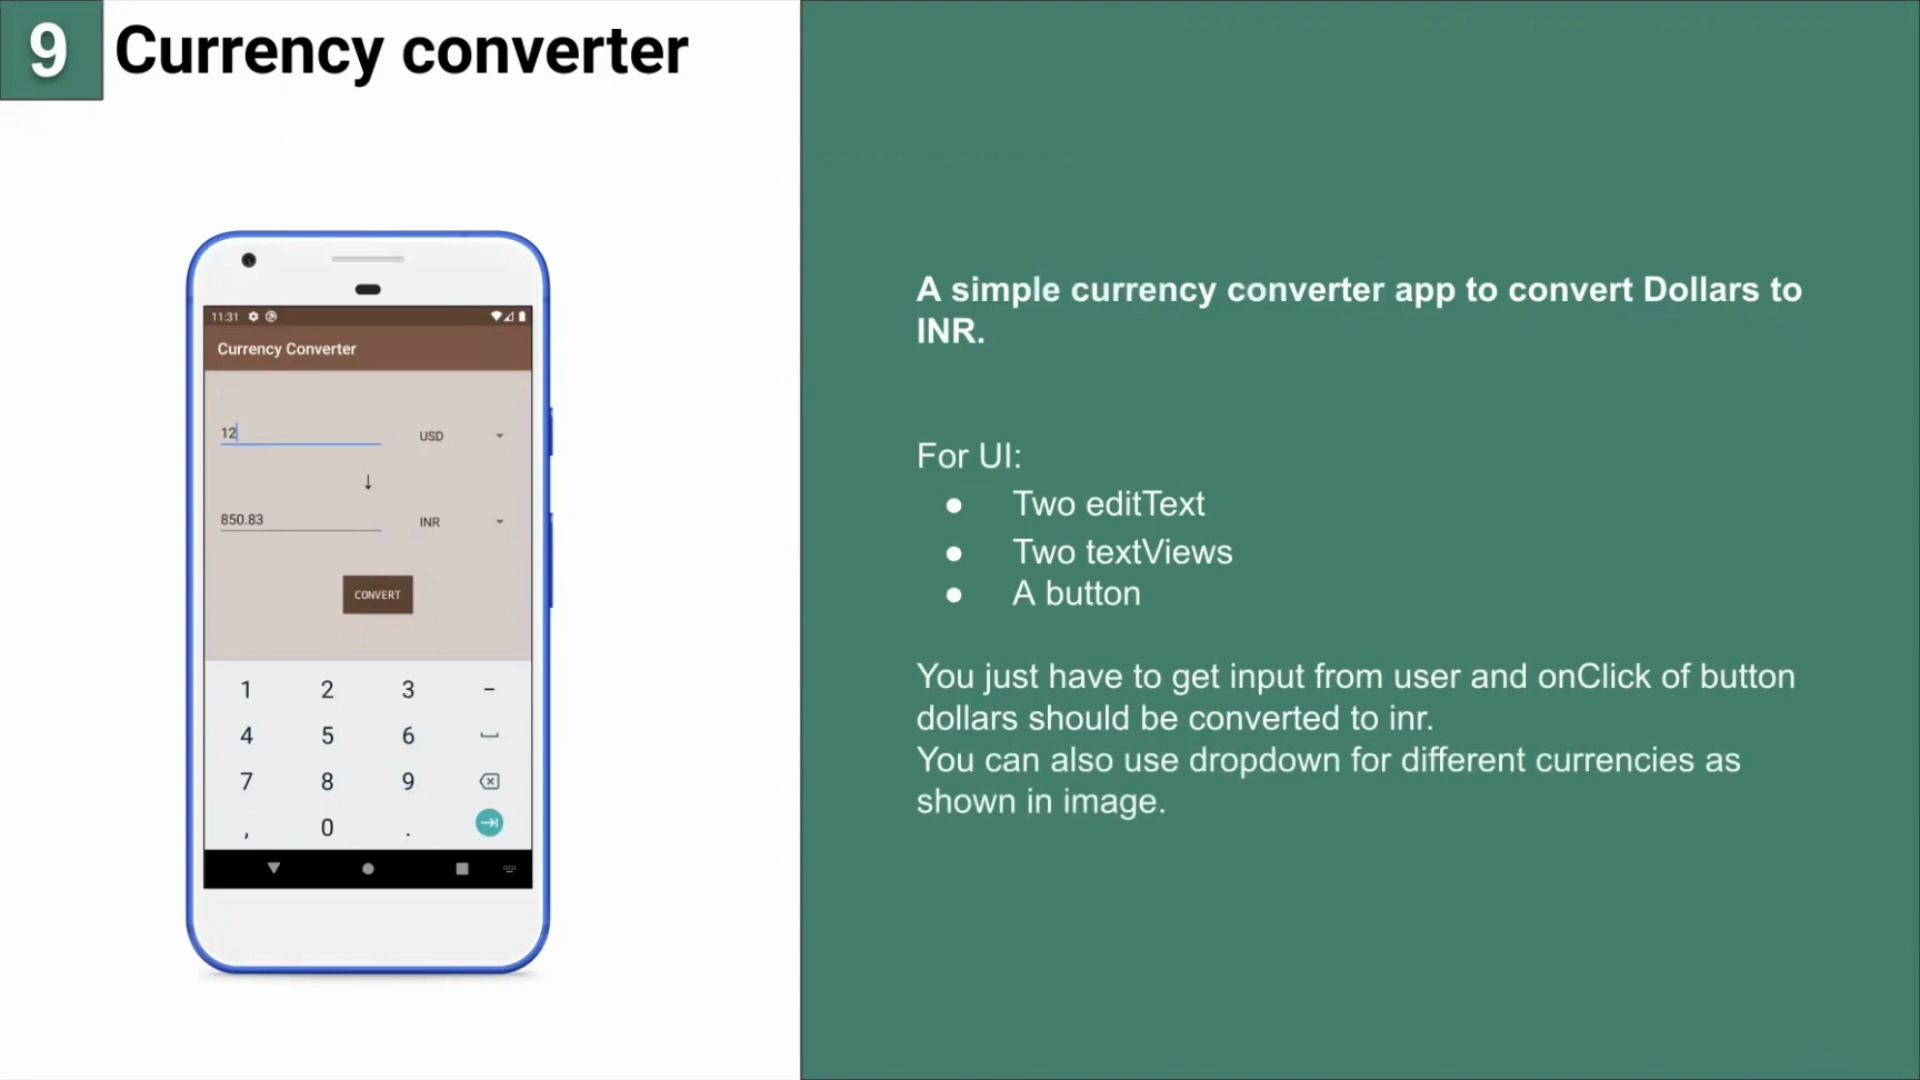 9 Currency converter
11:31
Currency Converter
12 USD
↓
850.83 INR
CONVERT
1 2 3 -
4 5 6
7 8 9
, 0 .
A simple currency converter app to convert Dollars to
INR.
For UI:
● Two editText
● Two textViews
● A button
You just have to get input from user and onClick of button
dollars should be converted to inr.
You can also use dropdown for different currencies as
shown in image.